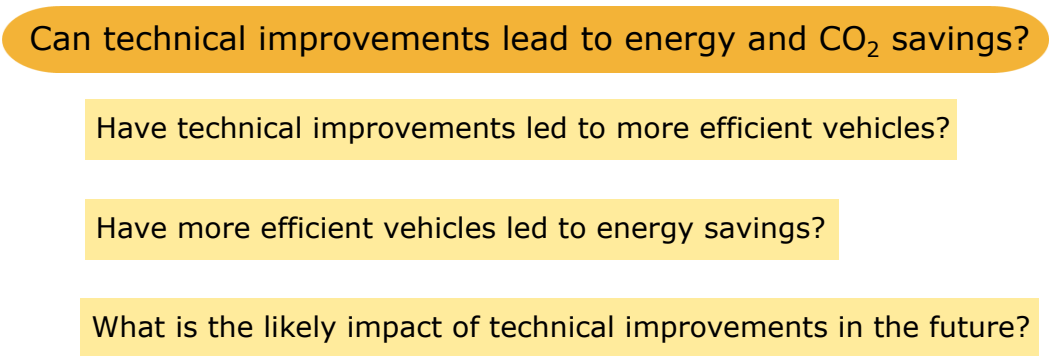 Can technical improvements lead to energy and CO₂ savings?
Have technical improvements led to more efficient vehicles?
Have more efficient vehicles led to energy savings?
What is the likely impact of technical improvements in the future?